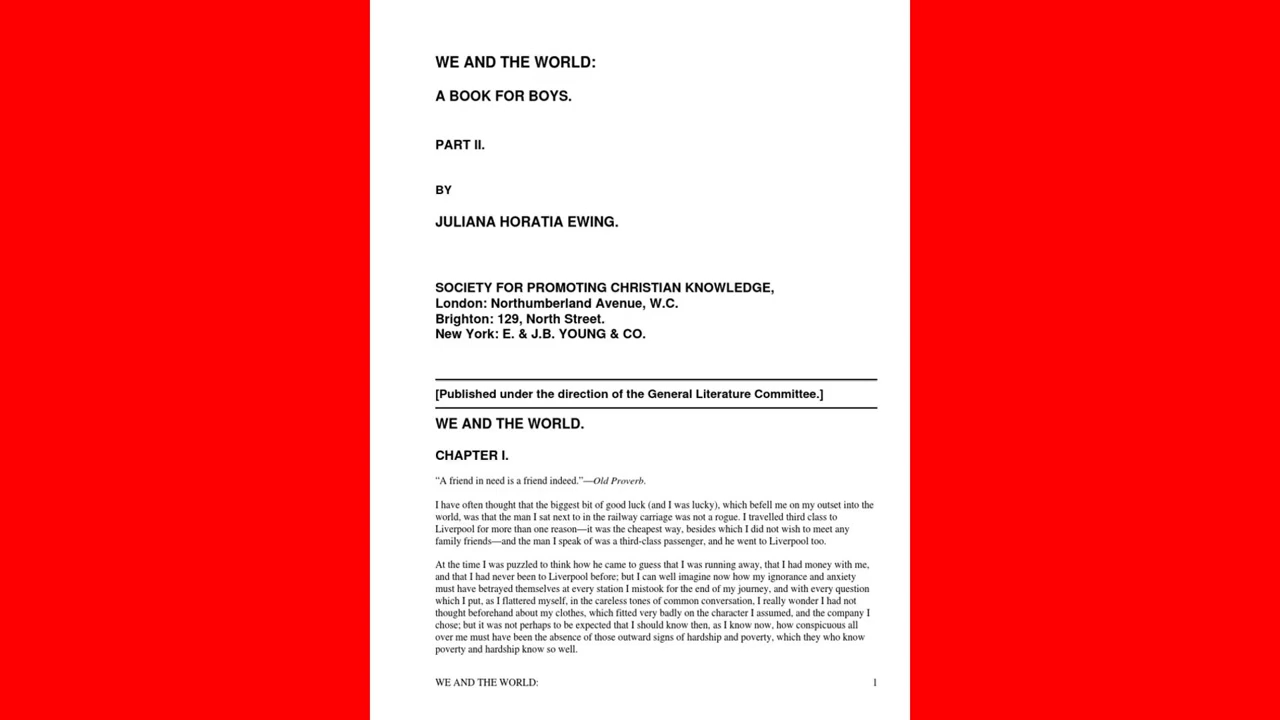 WE AND THE WORLD:
A BOOK FOR BOYS.
PART II.
BY
JULIANA HORATIA EWING.
SOCIETY FOR PROMOTING CHRISTIAN KNOWLEDGE,
London: Northumberland Avenue, W.C.
Brighton: 129, North Street.
New York: E. & J.B. YOUNG & CO.
[Published under the direction of the General Literature Committee.]
WE AND THE WORLD.
CHAPTER I.
“A friend in need is a friend indeed.”—Old Proverb.
I have often thought that the biggest bit of good luck (and I was lucky), which befell me on my outset into the
world, was that the man I sat next to in the railway carriage was not a rogue. I travelled third class to
Liverpool for more than one reason—it was the cheapest way, besides which I did not wish to meet any
family friends—and the man I speak of was a third-class passenger, and he went to Liverpool too.
At the time I was puzzled to think how he came to guess that I was running away, that I had money with me,
and that I had never been to Liverpool before; but I can well imagine now how my ignorance and anxiety
must have betrayed themselves at every station I mistook for the end of my journey, and with every question
which I put, as I flattered myself, in the careless tones of common conversation, I really wonder I had not
thought beforehand about my clothes, which fitted very badly on the character I assumed, and the company I
chose; but it was not perhaps to be expected that I should know then, as I know now, how conspicuous all
over me must have been the absence of those outward signs of hardship and poverty, which they who know
poverty and hardship know so well.
WE AND THE WORLD: 1